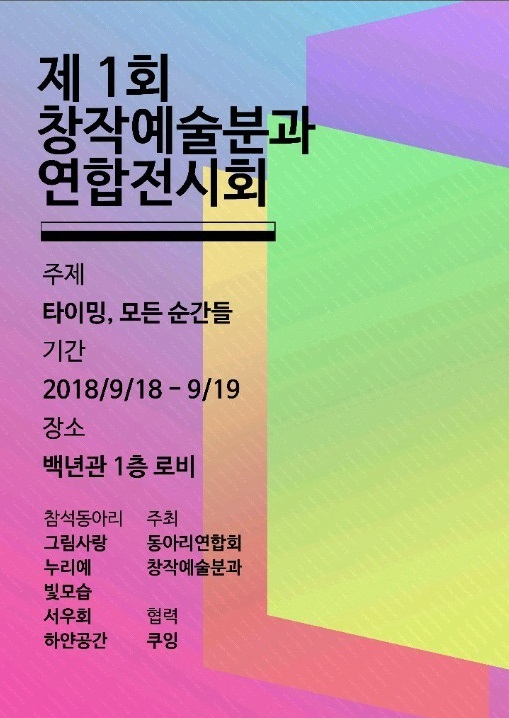 제 1회
창작예술분과
연합전시회
주제
타이밍, 모든 순간들
기간
2018/9/18 - 9/19
장소
백년관 1층 로비
참석동아리
그림사랑
누리예
빛모습
서우회
하얀공간
주최
동아리연합회
창작예술분과
협력
쿠잉